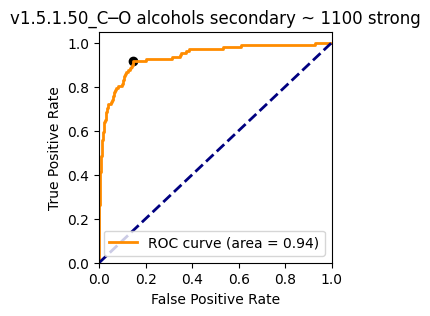 v1.5.1.50_C─O alcohols secondary ~ 1100 strong
True Positive Rate
1.0
0.8
0.6
0.4
0.2
0.0
ROC curve (area = 0.94)
0.0 0.2 0.4 0.6 0.8 1.0
False Positive Rate